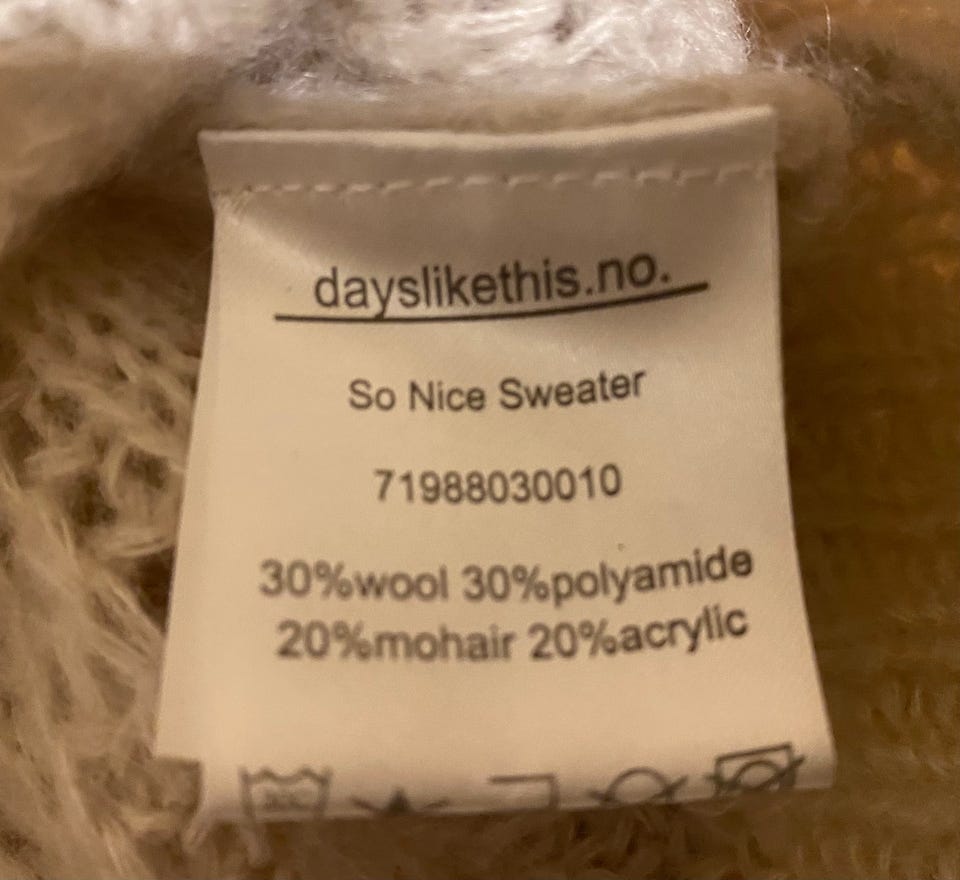 dayslikethis.no.
So Nice Sweater
71988030010
30%wool 30%polyamide
20%mohair 20%acrylic